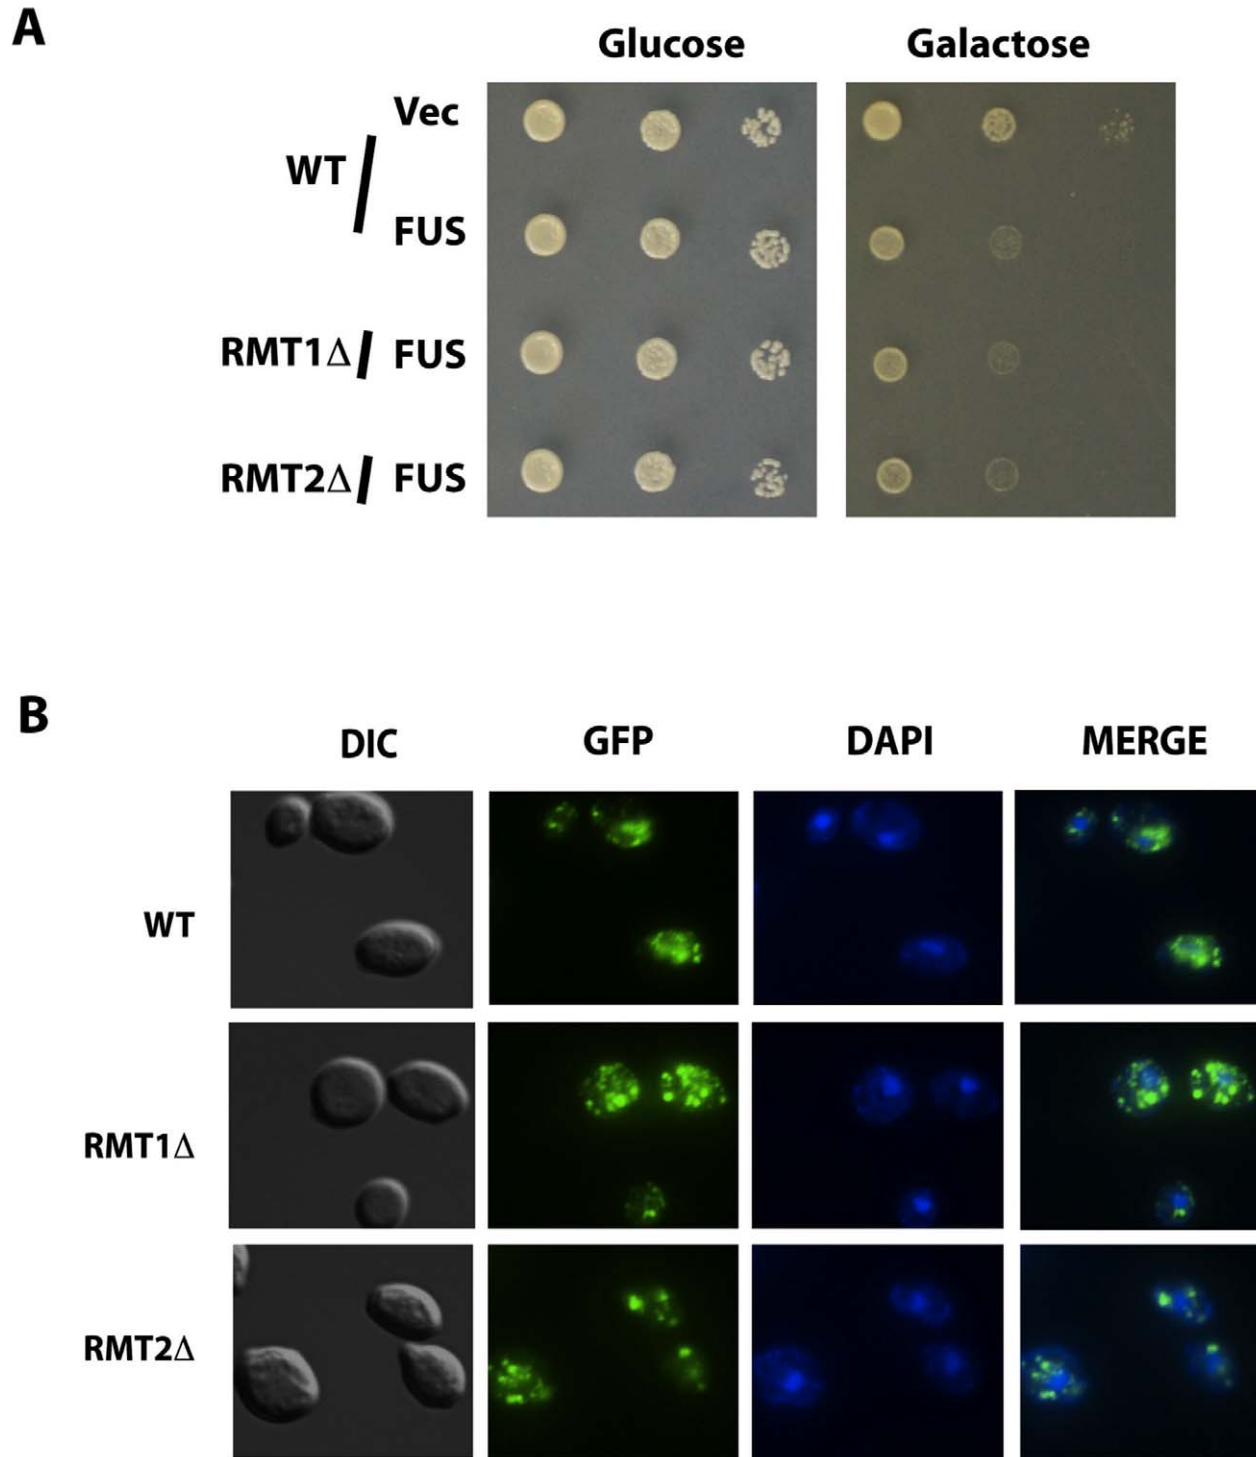 A
Glucose Galactose
Vec
WT
FUS
RMT1Δ FUS
RMT2Δ FUS
B
DIC GFP DAPI MERGE
WT
RMT1Δ
RMT2Δ